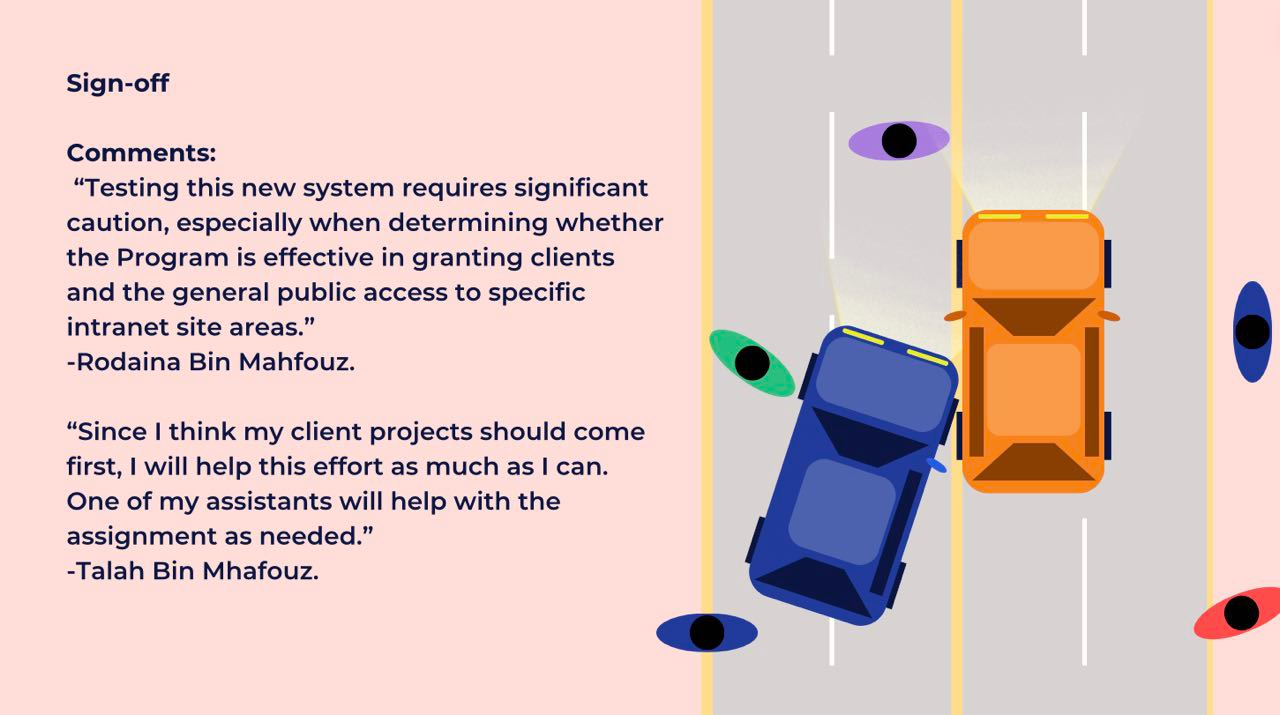 Sign-off
Comments:
“Testing this new system requires significant
caution, especially when determining whether
the Program is effective in granting clients
and the general public access to specific
intranet site areas.”
-Rodaina Bin Mahfouz.
“Since I think my client projects should come
first, I will help this effort as much as I can.
One of my assistants will help with the
assignment as needed.”
-Talah Bin Mhafouz.